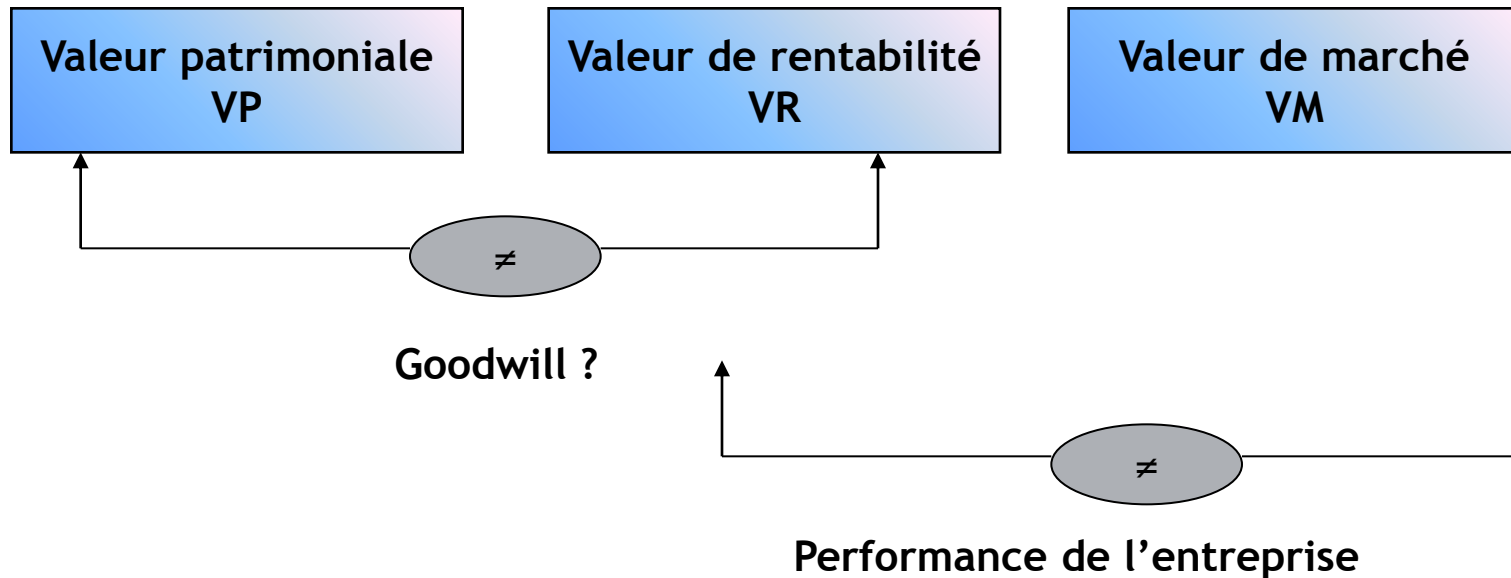 Valeur patrimoniale
VP
Valeur de rentabilité
VR
Valeur de marché
VM
≠
Goodwill ?
≠
Performance de l’entreprise